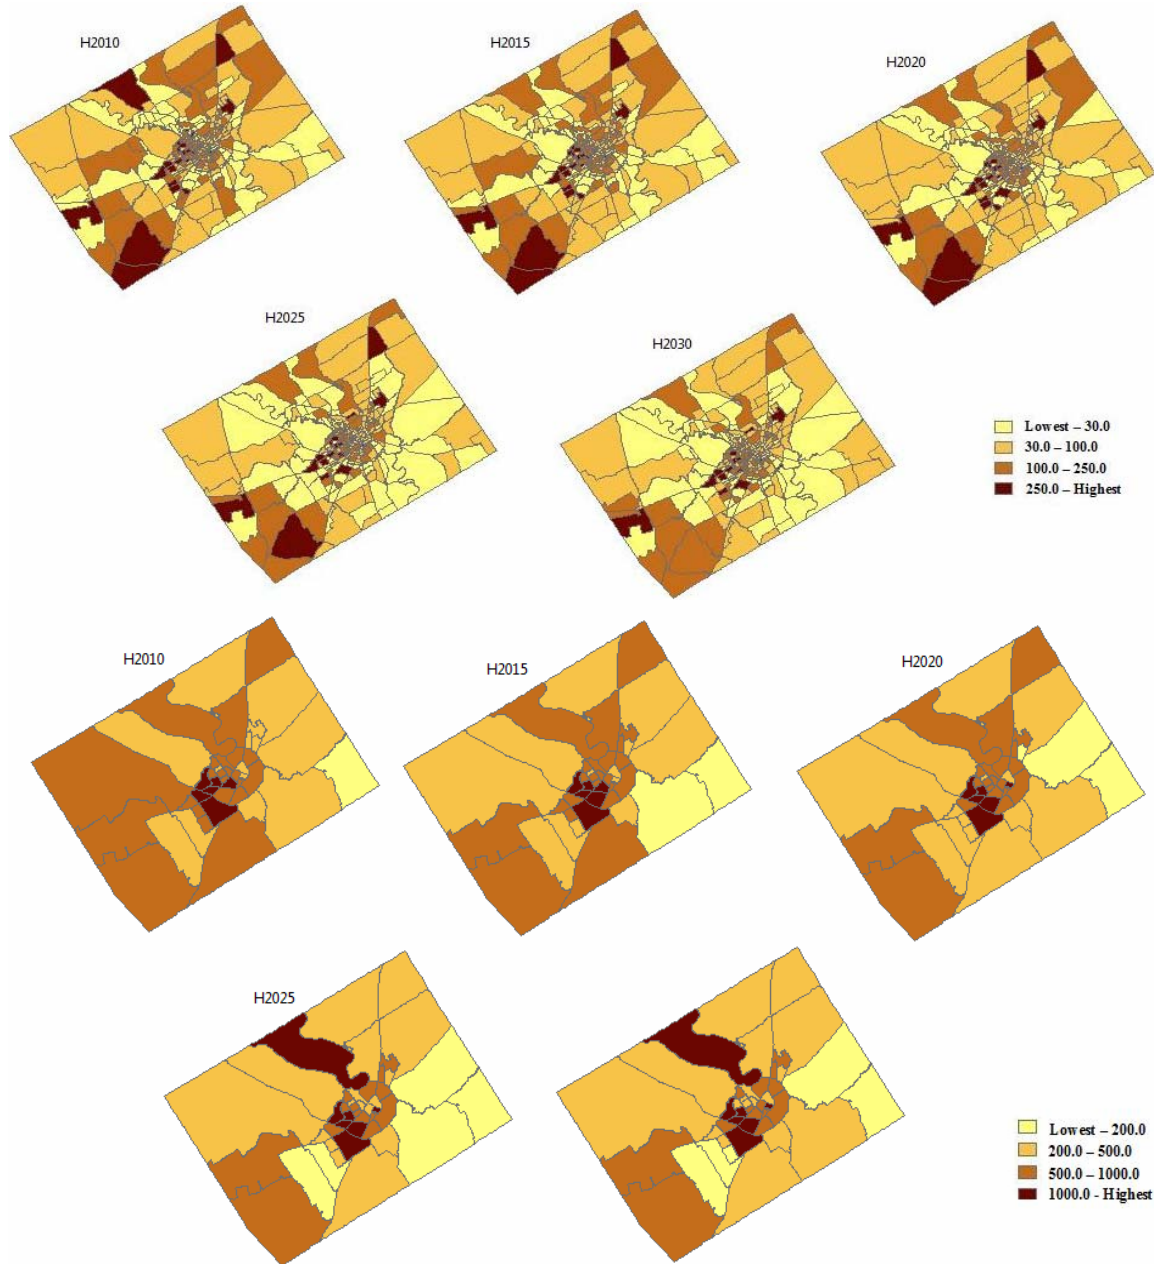 H2010
H2015
H2020
H2025
H2030
Lowest – 30.0
30.0 – 100.0
100.0 – 250.0
250.0 – Highest
H2010
H2015
H2020
H2025
Lowest – 200.0
200.0 – 500.0
500.0 – 1000.0
1000.0 - Highest